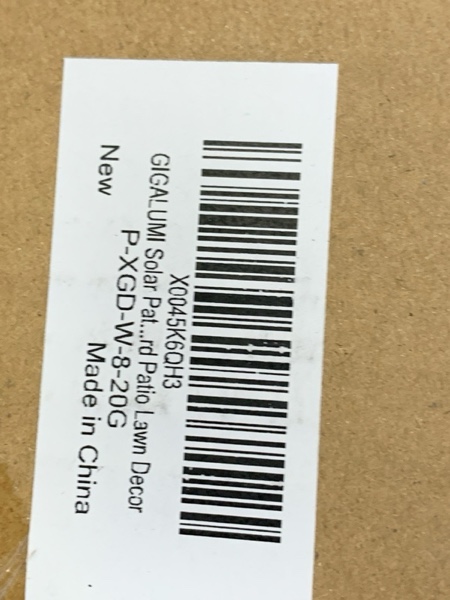 X0045K6QH3
GIGALUMI Solar Pat...rd Patio Lawn Decor
P-XGD-W-8-20G
New Made in China